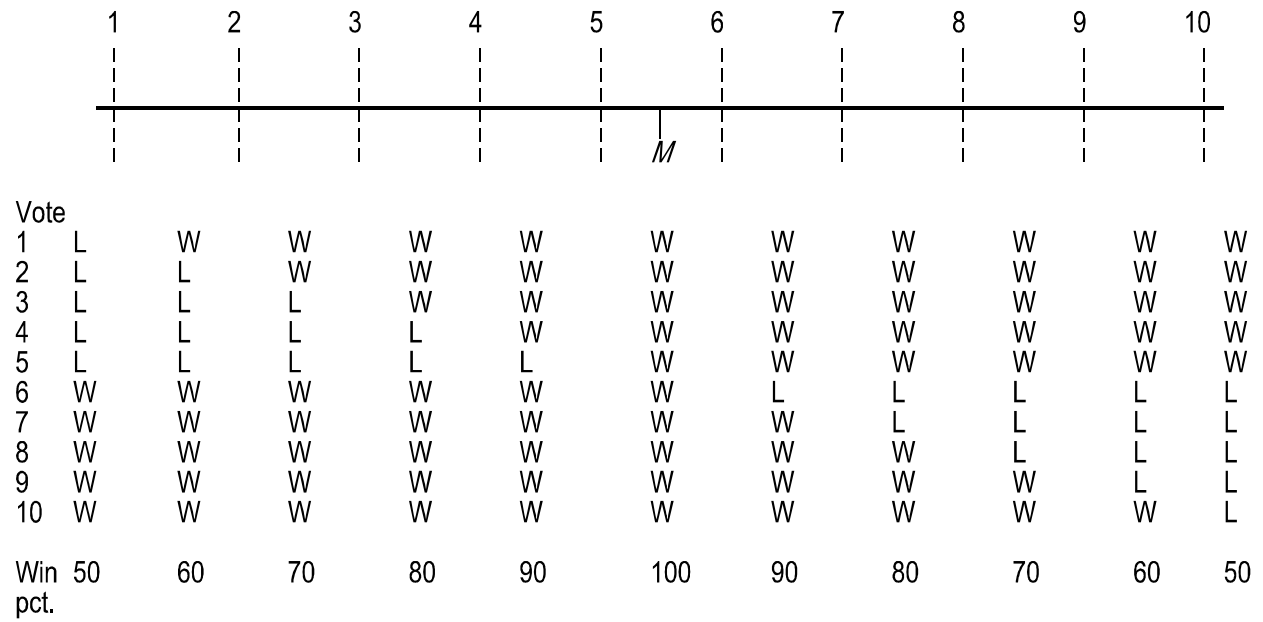 1 2 3 4 5 6 7 8 9 10
M
Vote
1 L W W W W W W W W W W
2 L L W W W W W W W W W
3 L L L W W W W W W W W
4 L L L L W W W W W W W
5 L L L L L W W W W W W
6 W W W W W W L L L L L
7 W W W W W W W L L L L
8 W W W W W W W W L L L
9 W W W W W W W W W L L
10 W W W W W W W W W W L
Win 50 60 70 80 90 100 90 80 70 60 50
pct.